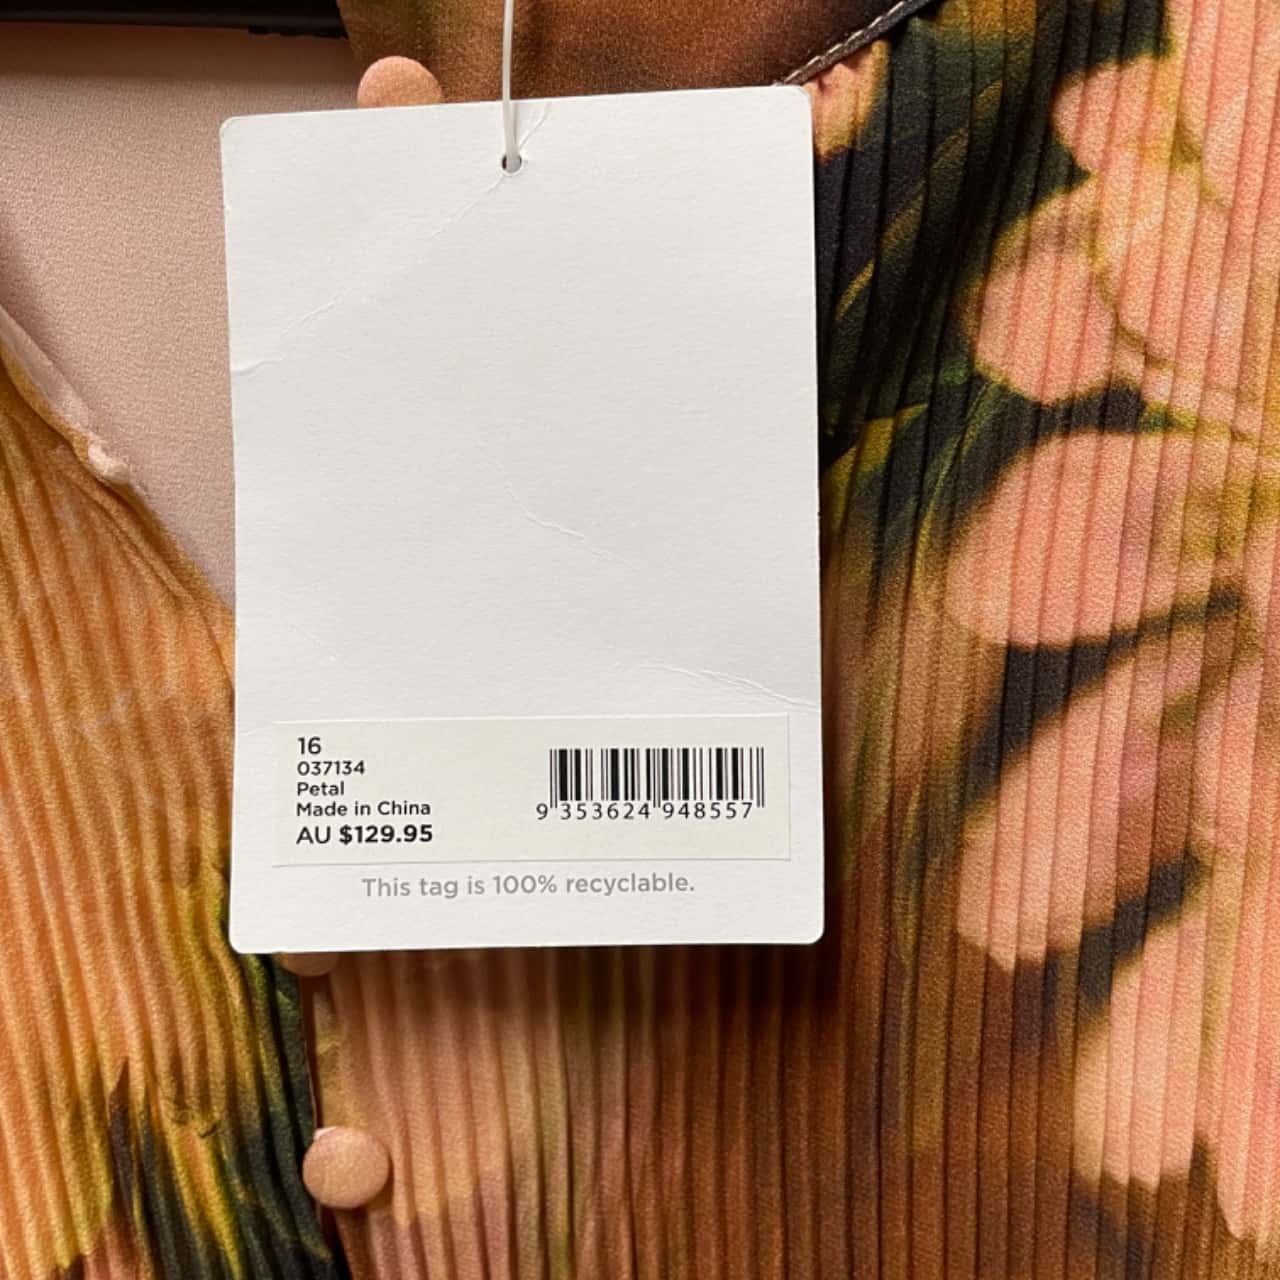 16
037134
Petal
Made in China
AU $129.95
9 353624 948557
This tag is 100% recyclable.